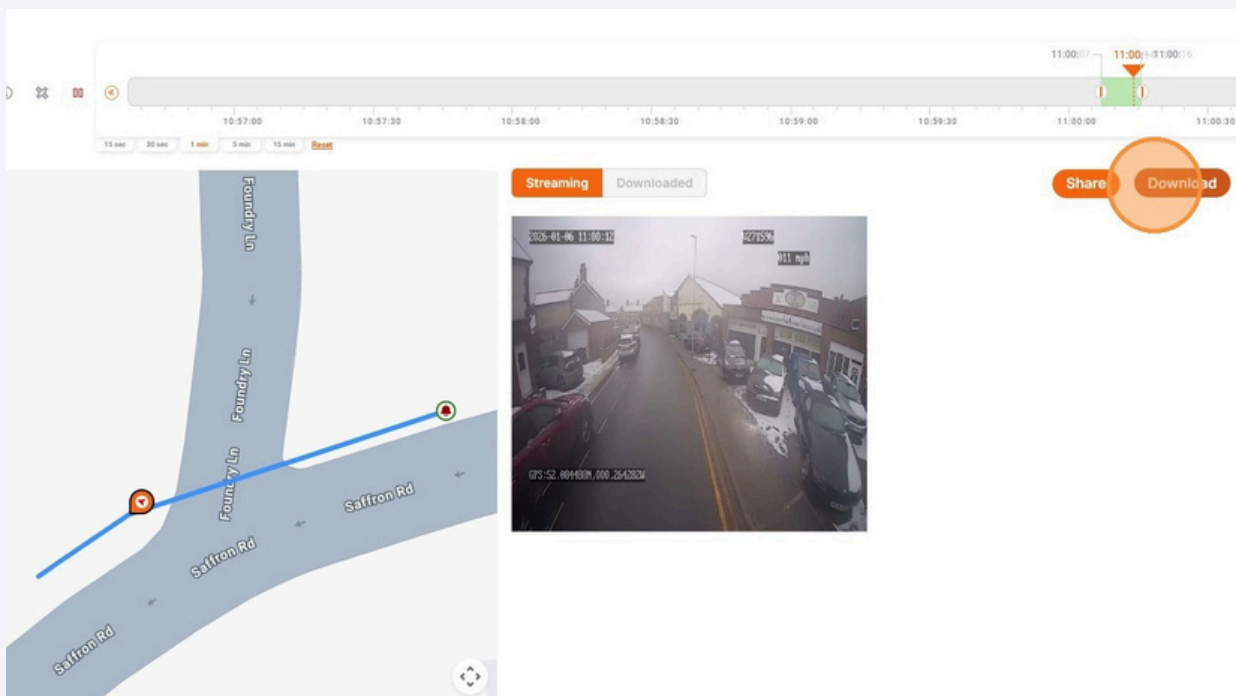 11:00:07
11:00:14
11:00:16
10:57:00
10:57:30
10:58:00
10:58:30
10:59:00
10:59:30
11:00:00
11:00:30
15 sec
30 sec
1 min
5 min
15 min
Reset
Streaming
Downloaded
Share
Download
2026-01-06 11:00:12
011 mph
Foundry Ln
Foundry Ln
Foundry Ln
Saffron Rd
Saffron Rd
Saffron Rd